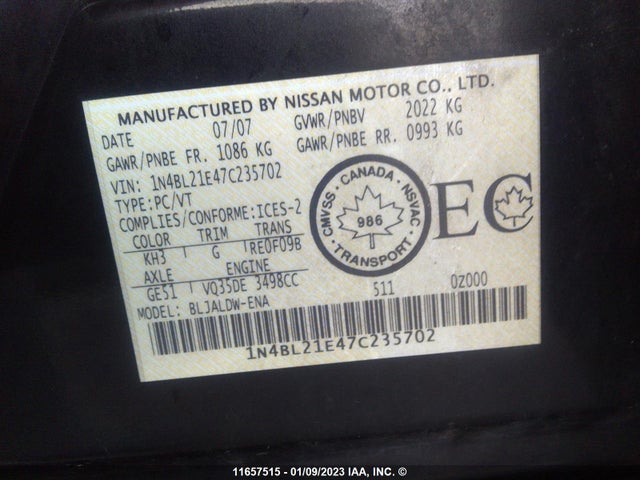 MANUFACTURED BY NISSAN MOTOR CO., LTD.
DATE 07/07 GVWR/PNBV 2022 KG
GAWR/PNBE FR. 1086 KG GAWR/PNBE RR. 0993 KG
VIN: 1N4BL21E47C235702
TYPE: PC/VT
COMPLIES/CONFORME: ICES-2
COLOR TRIM TRANS
KH3 G RE0F09B
AXLE ENGINE
GE51 VQ35DE 3498CC
MODEL: BLJALDW-ENA
CMVSS · CANADA · NSVAC
986
· TRANSPORT ·
EC
511 0Z000
1N4BL21E47C235702
11657515 - 01/09/2023 IAA, INC. ©